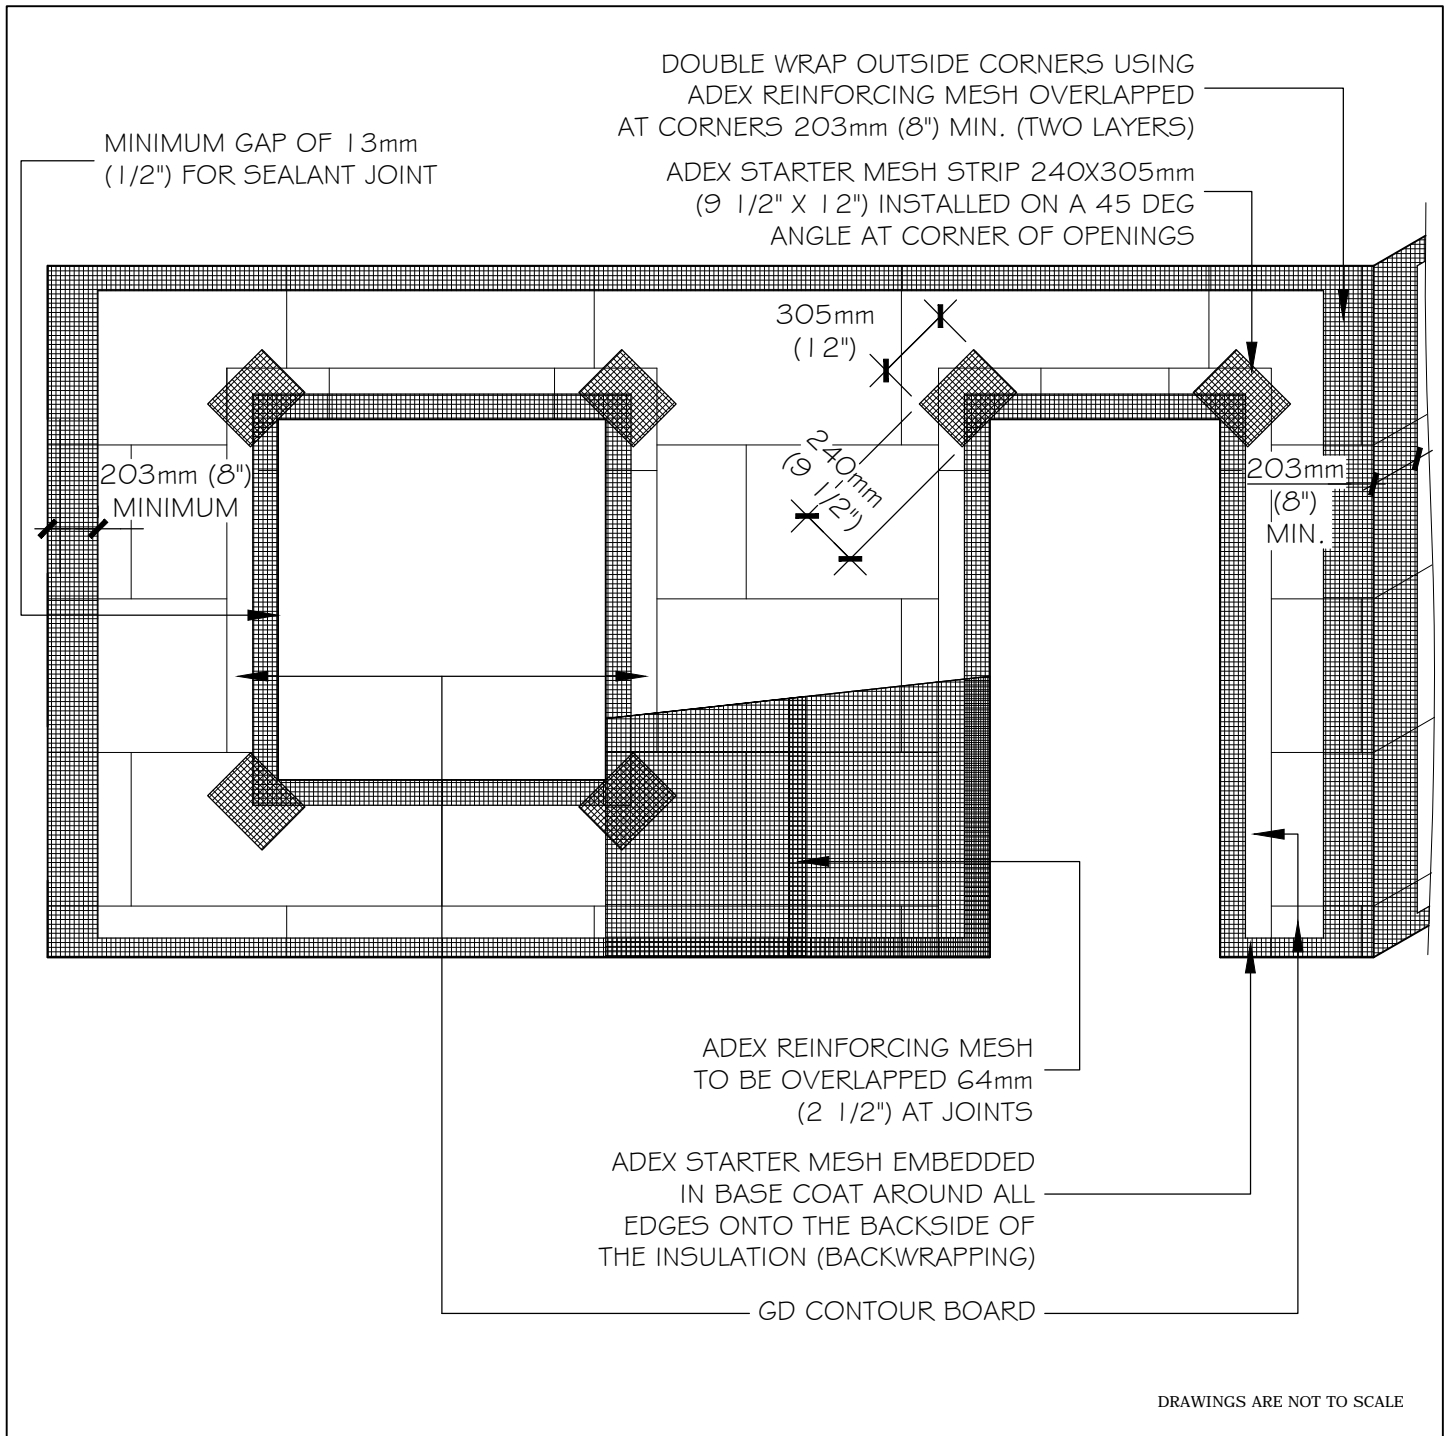 DOUBLE WRAP OUTSIDE CORNERS USING
ADEX REINFORCING MESH OVERLAPPED
AT CORNERS 203mm (8") MIN. (TWO LAYERS)
MINIMUM GAP OF 13mm
(1/2") FOR SEALANT JOINT
ADEX STARTER MESH STRIP 240X305mm
(9 1/2" X 12") INSTALLED ON A 45 DEG
ANGLE AT CORNER OF OPENINGS
305mm
(12")
240mm
(9 1/2")
203mm (8")
MINIMUM
203mm
(8")
MIN.
ADEX REINFORCING MESH
TO BE OVERLAPPED 64mm
(2 1/2") AT JOINTS
ADEX STARTER MESH EMBEDDED
IN BASE COAT AROUND ALL
EDGES ONTO THE BACKSIDE OF
THE INSULATION (BACKWRAPPING)
GD CONTOUR BOARD
DRAWINGS ARE NOT TO SCALE